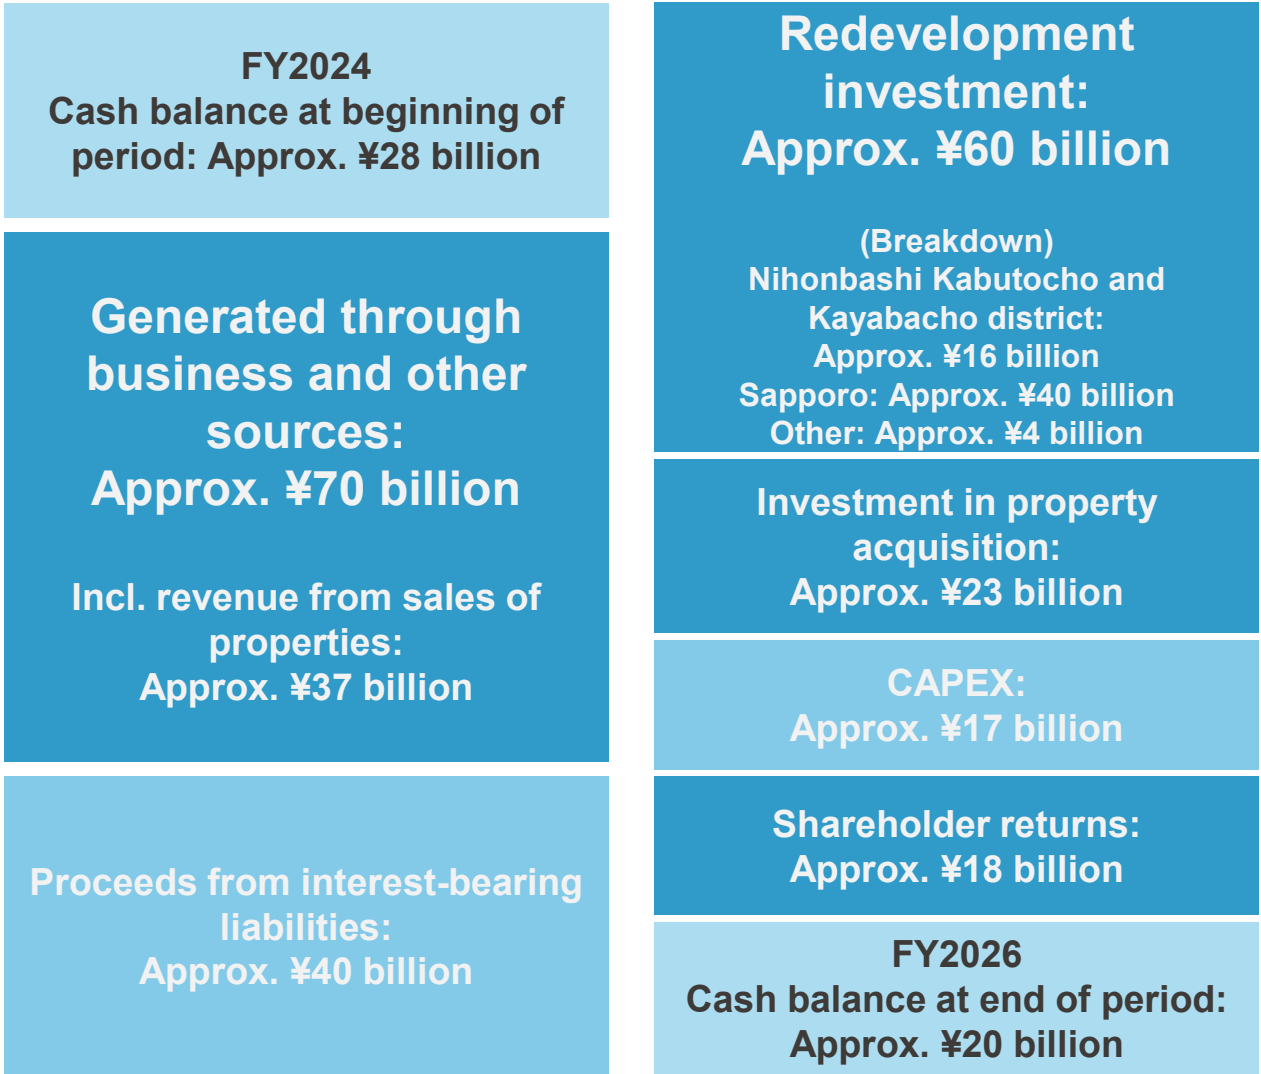 FY2024
Cash balance at beginning of
period: Approx. ¥28 billion
Generated through
business and other
sources:
Approx. ¥70 billion
Incl. revenue from sales of
properties:
Approx. ¥37 billion
Proceeds from interest-bearing
liabilities:
Approx. ¥40 billion
Redevelopment
investment:
Approx. ¥60 billion
(Breakdown)
Nihonbashi Kabutocho and
Kayabacho district:
Approx. ¥16 billion
Sapporo: Approx. ¥40 billion
Other: Approx. ¥4 billion
Investment in property
acquisition:
Approx. ¥23 billion
CAPEX:
Approx. ¥17 billion
Shareholder returns:
Approx. ¥18 billion
FY2026
Cash balance at end of period:
Approx. ¥20 billion